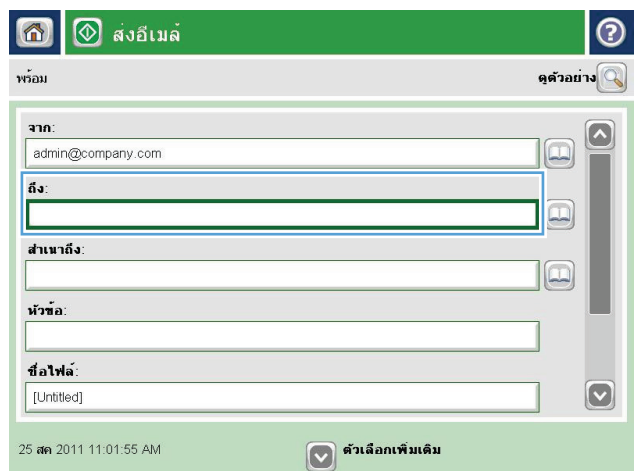 ส่งอีเมล์
พร้อม
ดูตัวอย่าง
จาก:
admin@company.com
ถึง:
สำเนาถึง:
หัวข้อ:
ชื่อไฟล์:
[Untitled]
25 สค 2011 11:01:55 AM
ตัวเลือกเพิ่มเติม